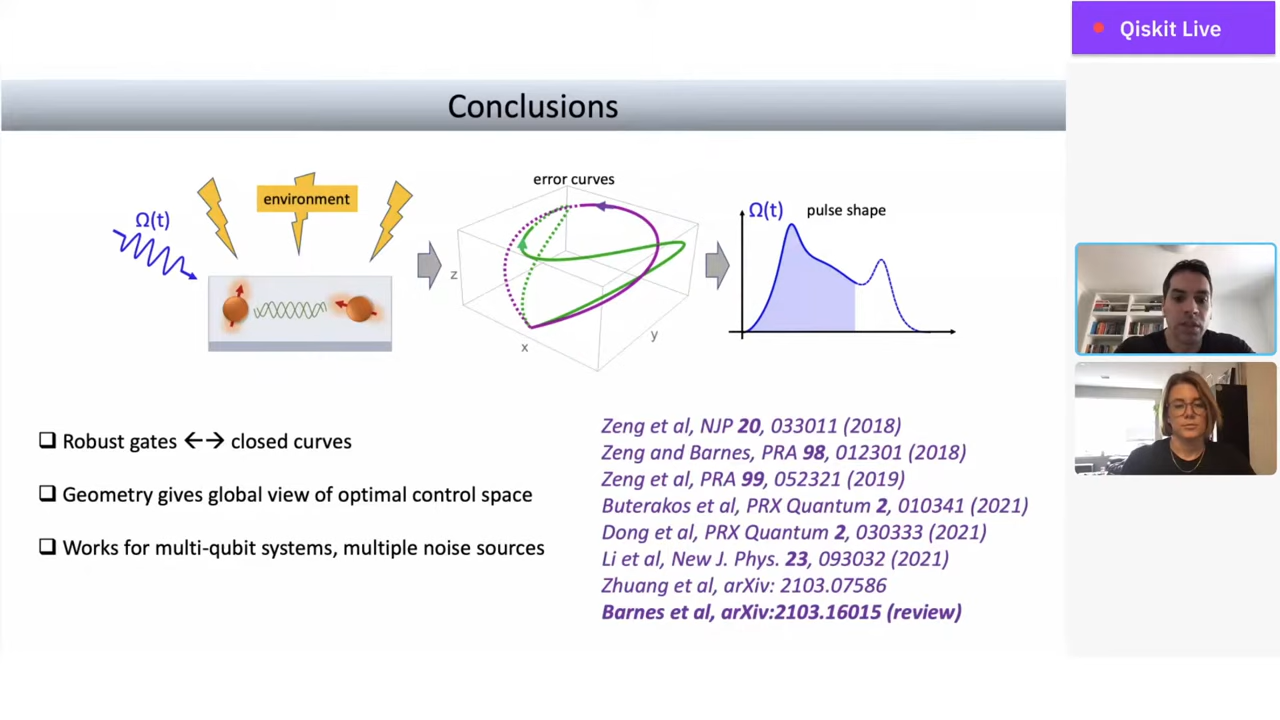 Qiskit Live
Conclusions
Ω(t)
environment
error curves
z
x
y
Ω(t)
pulse shape
Robust gates ←→ closed curves
Geometry gives global view of optimal control space
Works for multi-qubit systems, multiple noise sources
Zeng et al, NJP 20, 033011 (2018)
Zeng and Barnes, PRA 98, 012301 (2018)
Zeng et al, PRA 99, 052321 (2019)
Buterakos et al, PRX Quantum 2, 010341 (2021)
Dong et al, PRX Quantum 2, 030333 (2021)
Li et al, New J. Phys. 23, 093032 (2021)
Zhuang et al, arXiv: 2103.07586
Barnes et al, arXiv:2103.16015 (review)